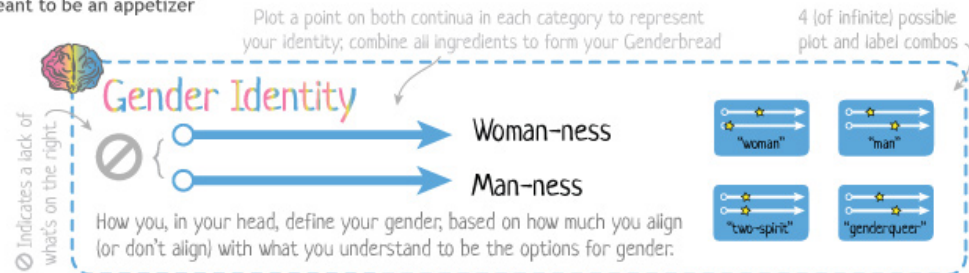 eant to be an appetizer
Plot a point on both continua in each category to represent
your identity; combine all ingredients to form your Genderbread
4 (of infinite) possible
plot and label combos
Gender Identity
⃠ Indicates a lack of
what's on the right.
Woman-ness
Man-ness
How you, in your head, define your gender, based on how much you align
(or don't align) with what you understand to be the options for gender.
"woman"
"man"
"two-spirit"
"genderqueer"